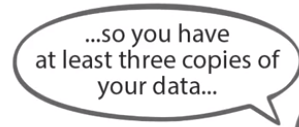 ...so you have
at least three copies of
your data...